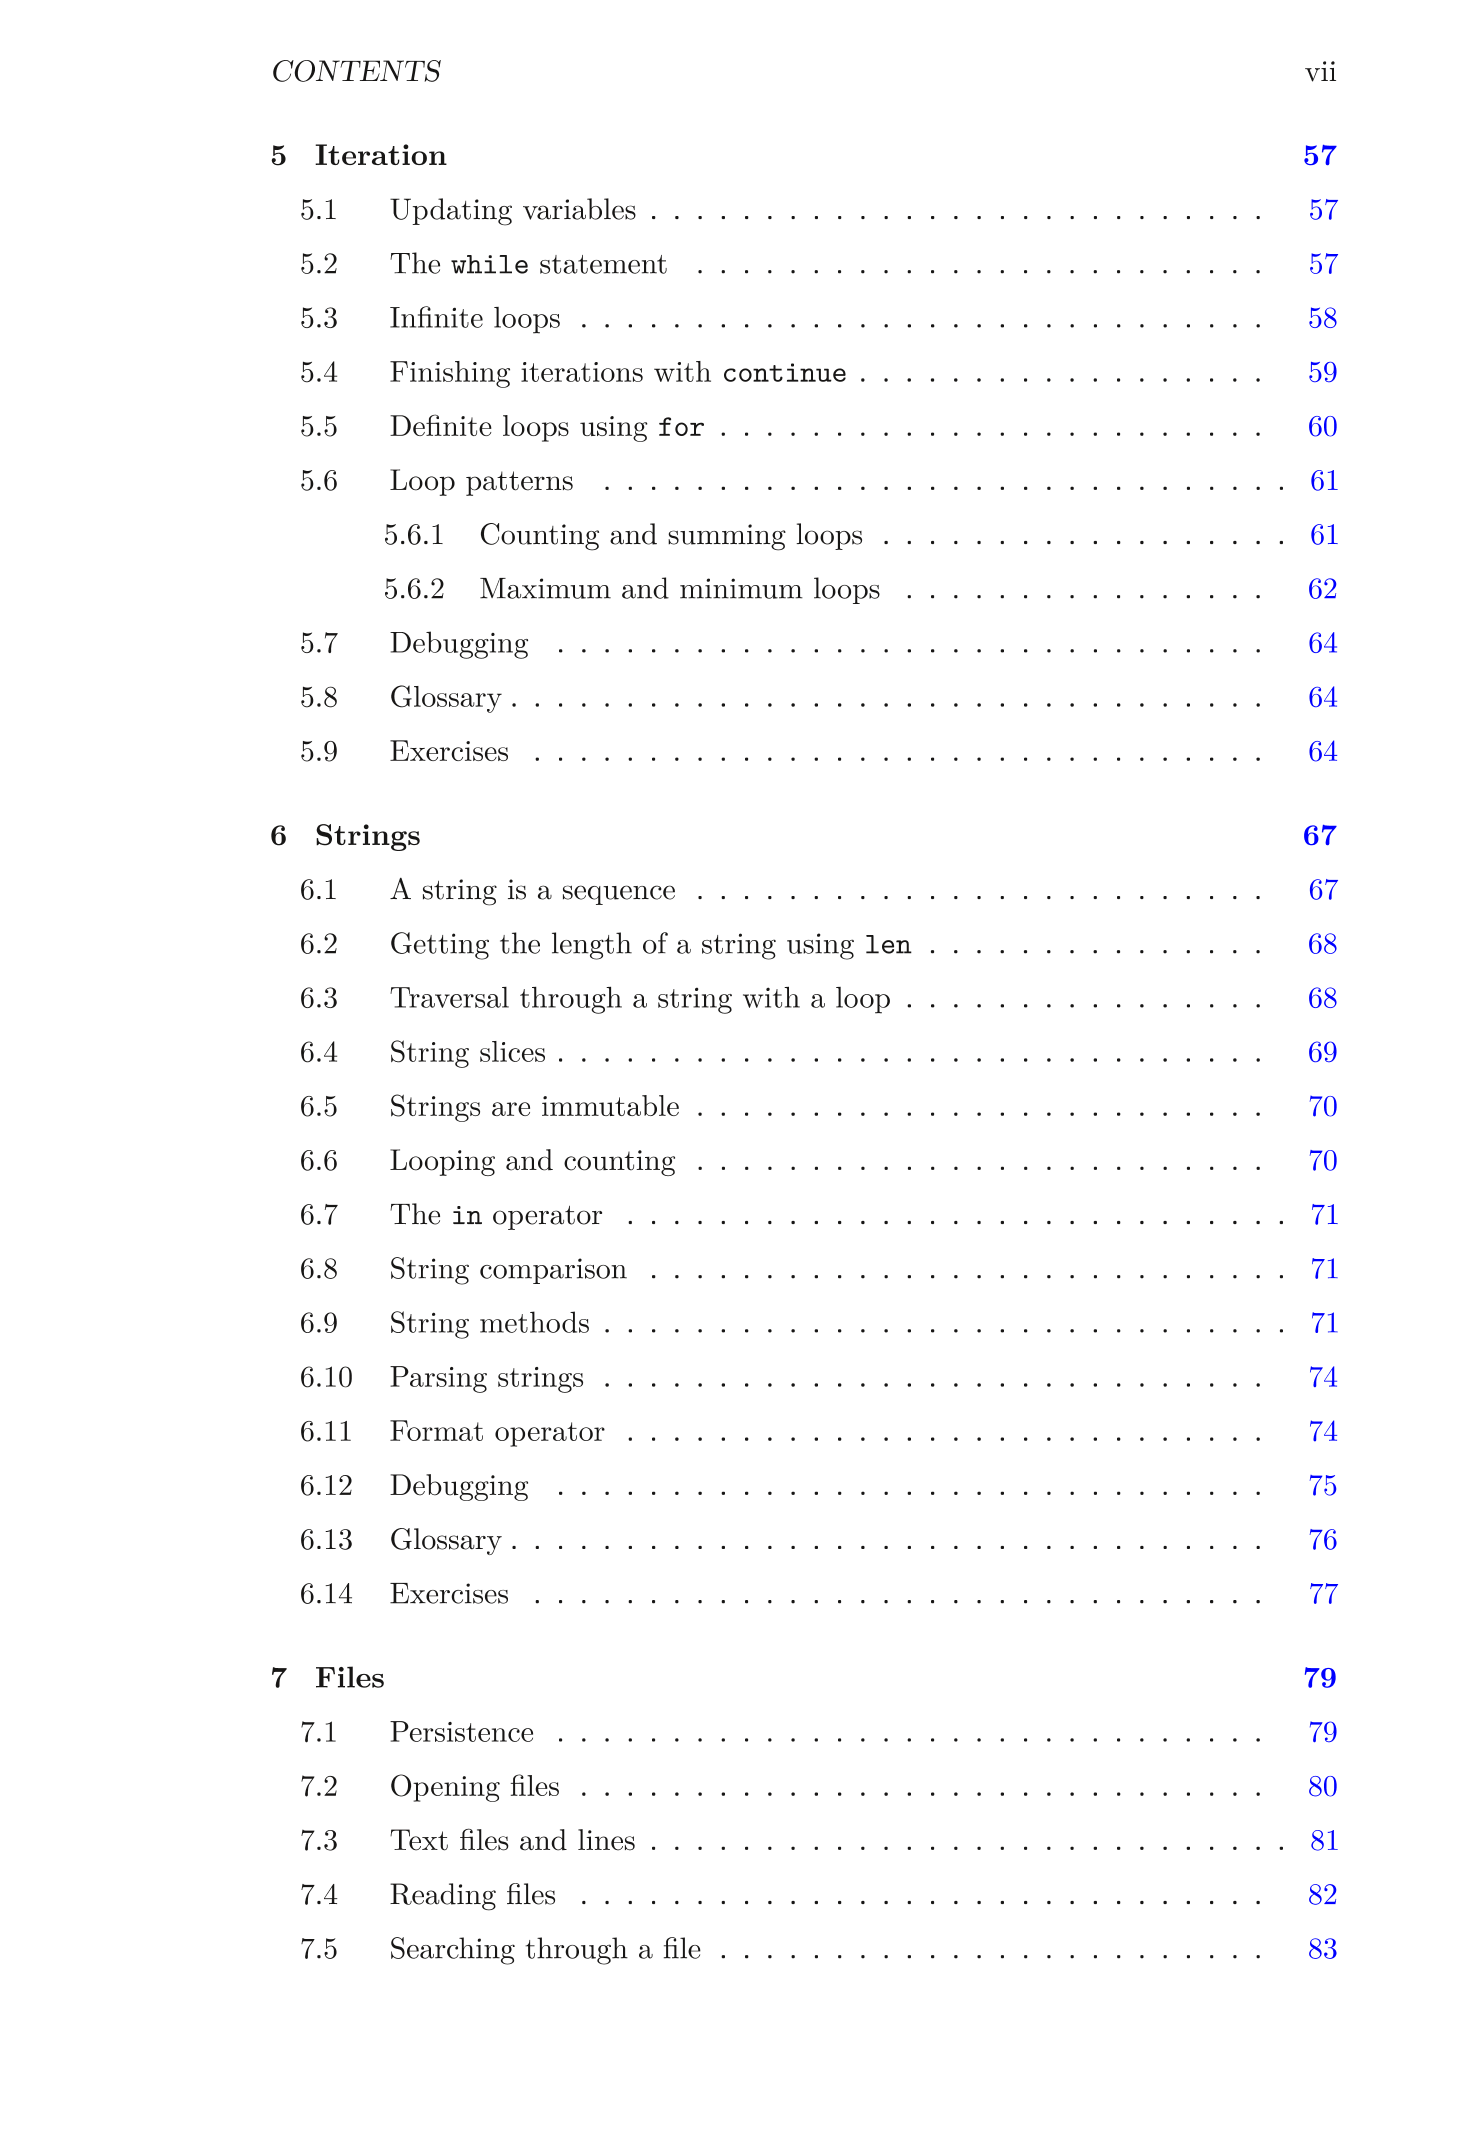 CONTENTS vii
5 Iteration 57
5.1 Updating variables . . . . . . . . . . . . . . . . . . . . . . . . . . . 57
5.2 The while statement . . . . . . . . . . . . . . . . . . . . . . . . . 57
5.3 Infinite loops . . . . . . . . . . . . . . . . . . . . . . . . . . . . . . 58
5.4 Finishing iterations with continue . . . . . . . . . . . . . . . . . . 59
5.5 Definite loops using for . . . . . . . . . . . . . . . . . . . . . . . . 60
5.6 Loop patterns . . . . . . . . . . . . . . . . . . . . . . . . . . . . . . 61
5.6.1 Counting and summing loops . . . . . . . . . . . . . . . . . . 61
5.6.2 Maximum and minimum loops . . . . . . . . . . . . . . . . 62
5.7 Debugging . . . . . . . . . . . . . . . . . . . . . . . . . . . . . . . 64
5.8 Glossary . . . . . . . . . . . . . . . . . . . . . . . . . . . . . . . . . 64
5.9 Exercises . . . . . . . . . . . . . . . . . . . . . . . . . . . . . . . . 64
6 Strings 67
6.1 A string is a sequence . . . . . . . . . . . . . . . . . . . . . . . . . 67
6.2 Getting the length of a string using len . . . . . . . . . . . . . . . 68
6.3 Traversal through a string with a loop . . . . . . . . . . . . . . . . 68
6.4 String slices . . . . . . . . . . . . . . . . . . . . . . . . . . . . . . . 69
6.5 Strings are immutable . . . . . . . . . . . . . . . . . . . . . . . . . 70
6.6 Looping and counting . . . . . . . . . . . . . . . . . . . . . . . . . 70
6.7 The in operator . . . . . . . . . . . . . . . . . . . . . . . . . . . . . 71
6.8 String comparison . . . . . . . . . . . . . . . . . . . . . . . . . . . . 71
6.9 String methods . . . . . . . . . . . . . . . . . . . . . . . . . . . . . . 71
6.10 Parsing strings . . . . . . . . . . . . . . . . . . . . . . . . . . . . . 74
6.11 Format operator . . . . . . . . . . . . . . . . . . . . . . . . . . . . 74
6.12 Debugging . . . . . . . . . . . . . . . . . . . . . . . . . . . . . . . 75
6.13 Glossary . . . . . . . . . . . . . . . . . . . . . . . . . . . . . . . . . 76
6.14 Exercises . . . . . . . . . . . . . . . . . . . . . . . . . . . . . . . . 77
7 Files 79
7.1 Persistence . . . . . . . . . . . . . . . . . . . . . . . . . . . . . . . 79
7.2 Opening files . . . . . . . . . . . . . . . . . . . . . . . . . . . . . . 80
7.3 Text files and lines . . . . . . . . . . . . . . . . . . . . . . . . . . . . 81
7.4 Reading files . . . . . . . . . . . . . . . . . . . . . . . . . . . . . . 82
7.5 Searching through a file . . . . . . . . . . . . . . . . . . . . . . . . 83